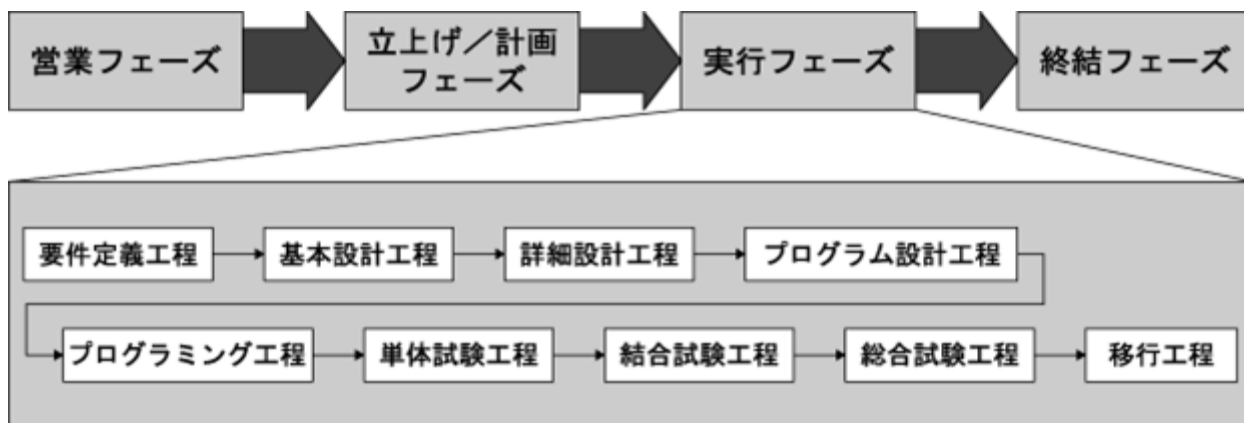 営業フェーズ
立上げ／計画
フェーズ
実行フェーズ
終結フェーズ
要件定義工程
基本設計工程
詳細設計工程
プログラム設計工程
プログラミング工程
単体試験工程
結合試験工程
総合試験工程
移行工程